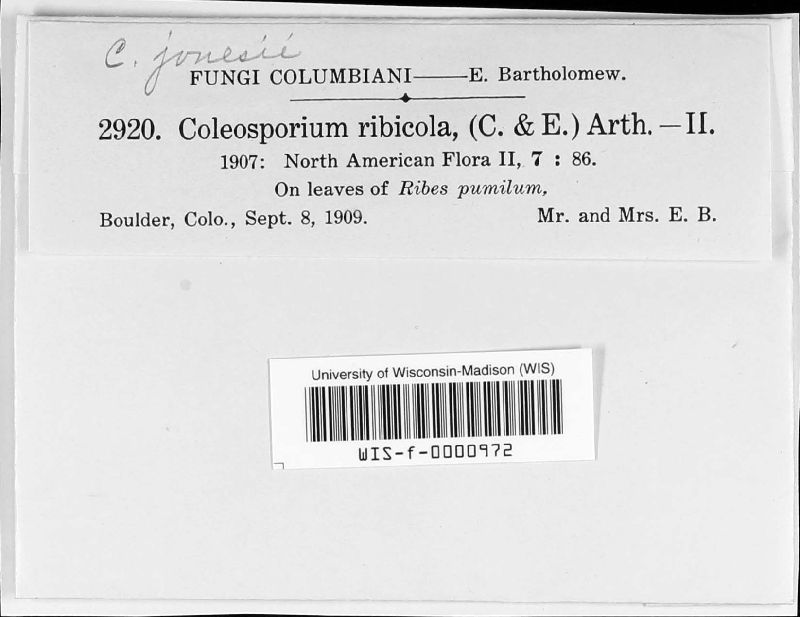 C. jonesii
FUNGI COLUMBIANI——E. Bartholomew.
2920. Coleosporium ribicola, (C. & E.) Arth. — II.
1907: North American Flora II, 7 : 86.
On leaves of Ribes pumilum,
Boulder, Colo., Sept. 8, 1909. Mr. and Mrs. E. B.
University of Wisconsin-Madison (WIS)
WIS-f-0000972